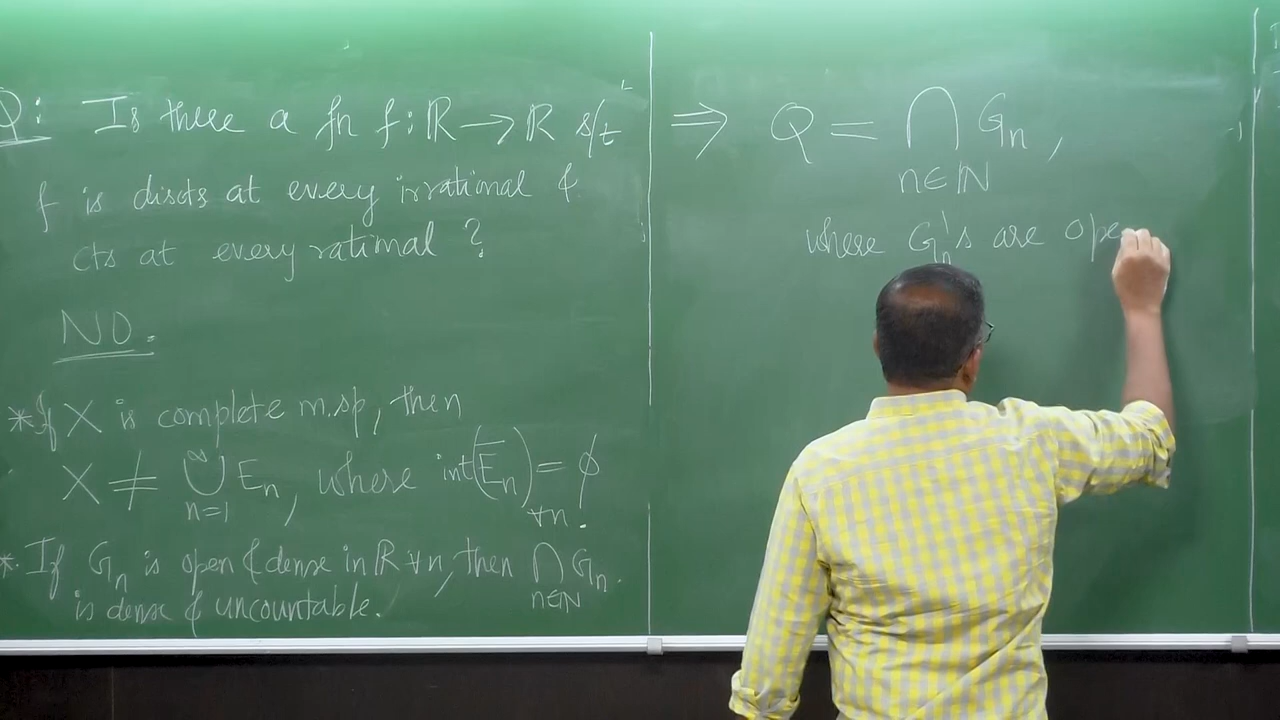 Q: Is there a fn f: ℝ → ℝ s/t
f is discts at every irrational &
cts at every rational ?
NO.
* If X is complete m.sp, then
X ≠ ∞⋃n=1 En, where int(E̅n) = ϕ ∀n.
* If Gn is open & dense in ℝ ∀n, then ⋂n∈ℕ Gn.
is dense & uncountable.
⇒ Q = ⋂n∈ℕ Gn,
where Gn's are ope